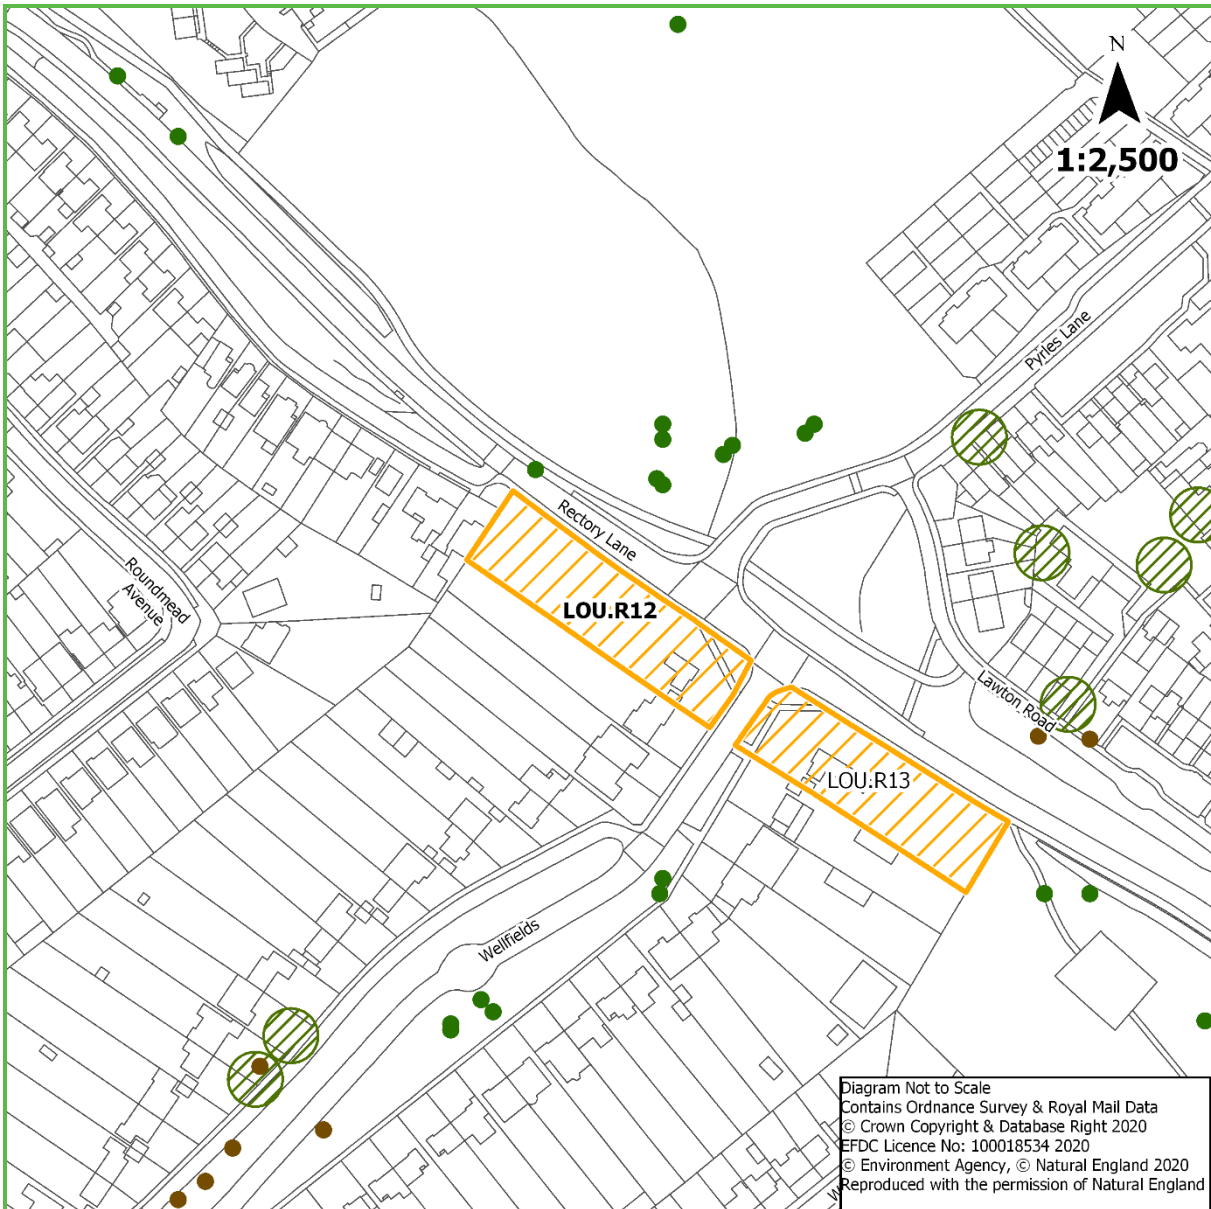 N
1:2,500
Pyrles Lane
Rectory Lane
Roundmead
Avenue
LOU.R12
Lawton Road
LOU.R13
Wellfields
Diagram Not to Scale
Contains Ordnance Survey & Royal Mail Data
© Crown Copyright & Database Right 2020
EFDC Licence No: 100018534 2020
© Environment Agency, © Natural England 2020
Reproduced with the permission of Natural England